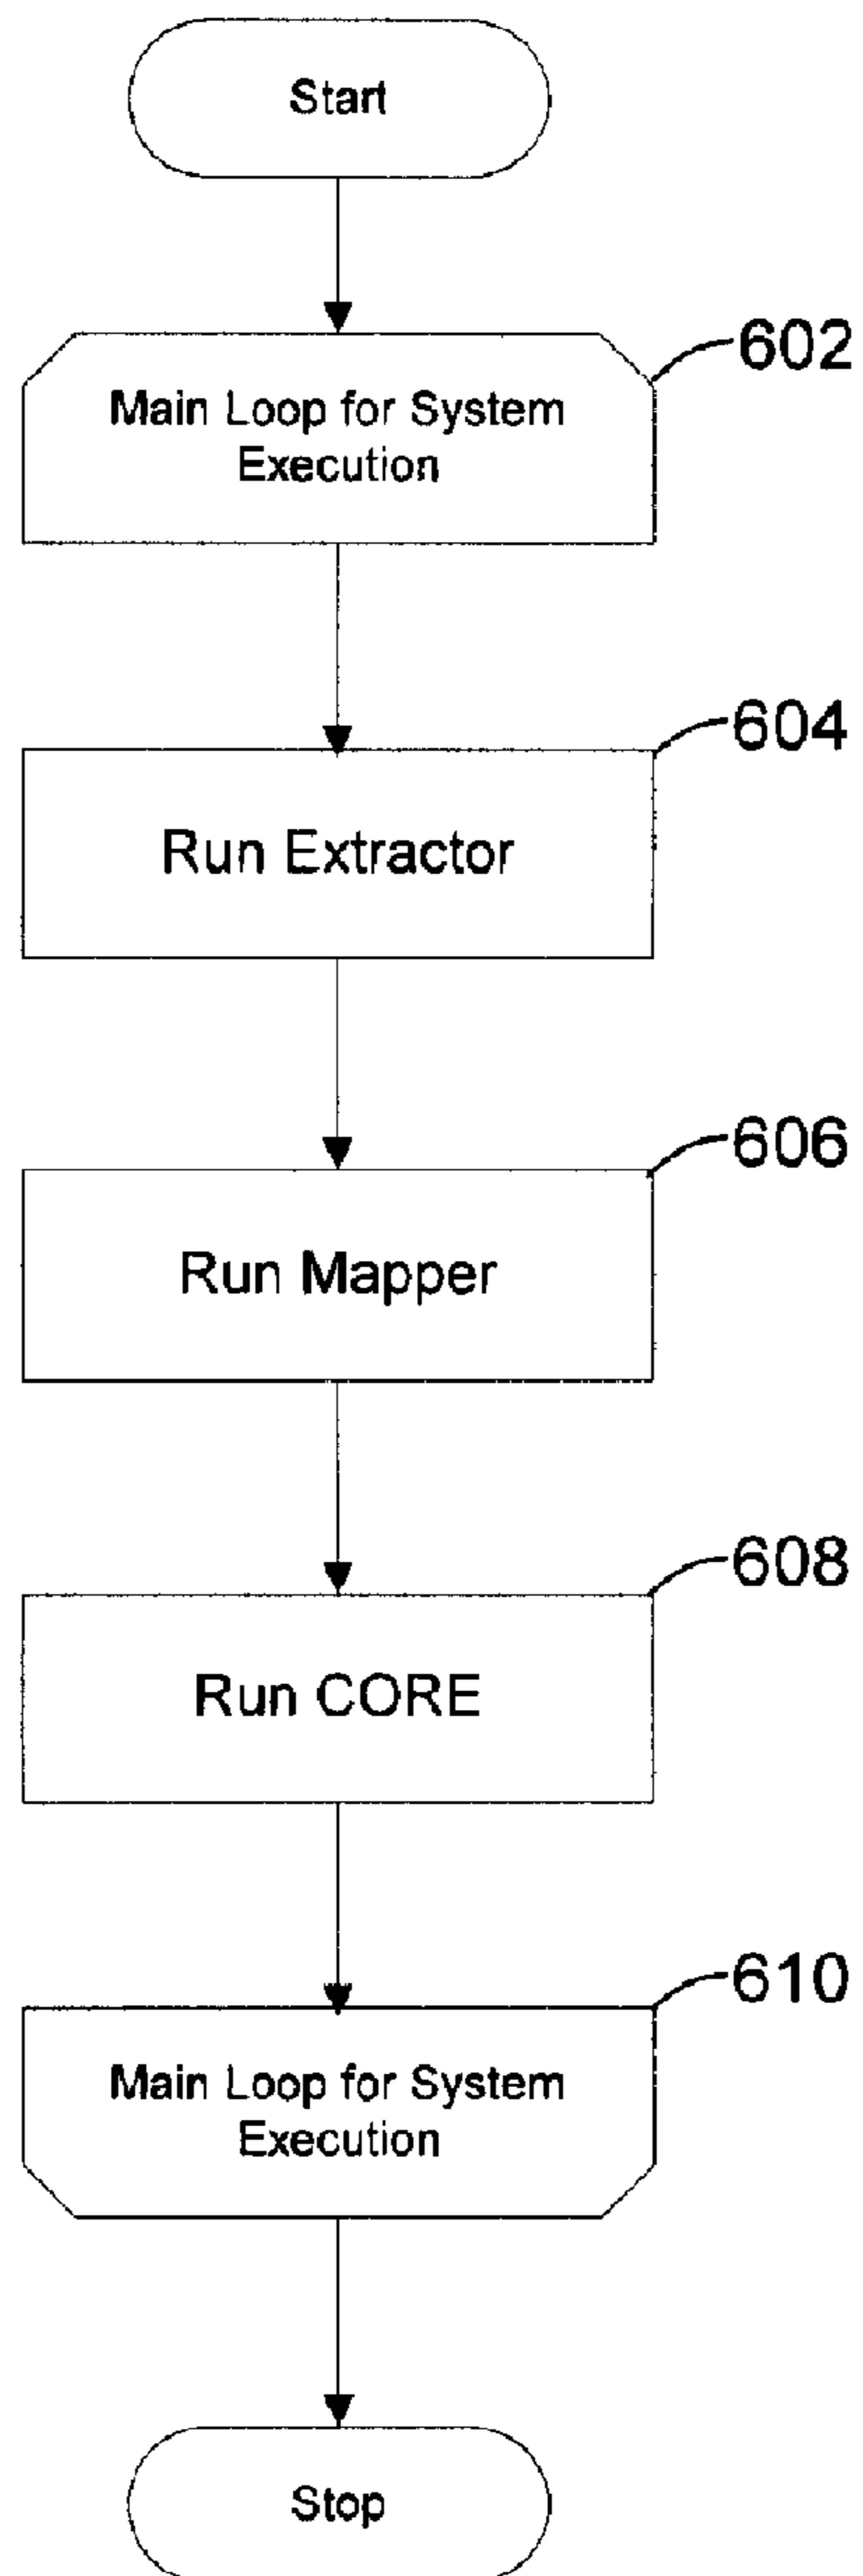 Start
602
Main Loop for System
Execution
604
Run Extractor
606
Run Mapper
608
Run CORE
610
Main Loop for System
Execution
Stop